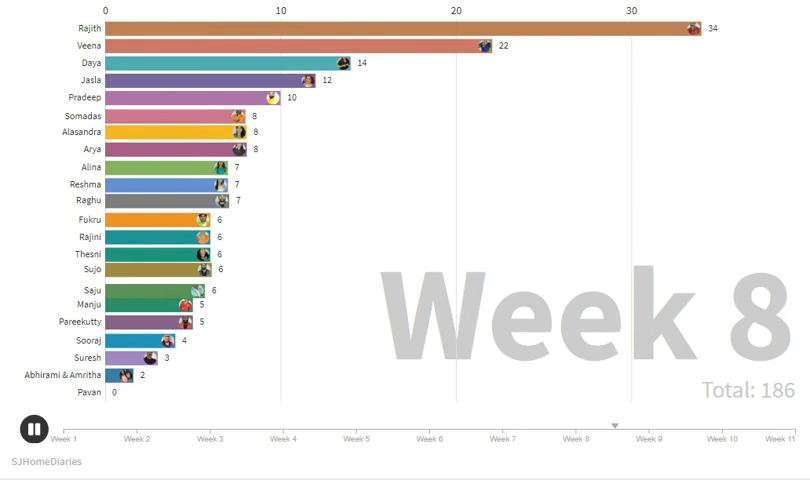 0 10 20 30
Rajith 34
Veena 22
Daya 14
Jasla 12
Pradeep 10
Somadas 8
Alasandra 8
Arya 8
Alina 7
Reshma 7
Raghu 7
Fukru 6
Rajini 6
Thesni 6
Sujo 6
Saju 6
Manju 5
Pareekutty 5
Sooraj 4
Suresh 3
Abhirami & Amritha 2
Pavan 0
Week 8
Total: 186
Week 1 Week 2 Week 3 Week 4 Week 5 Week 6 Week 7 Week 8 Week 9 Week 10 Week 11
SJHomeDiaries